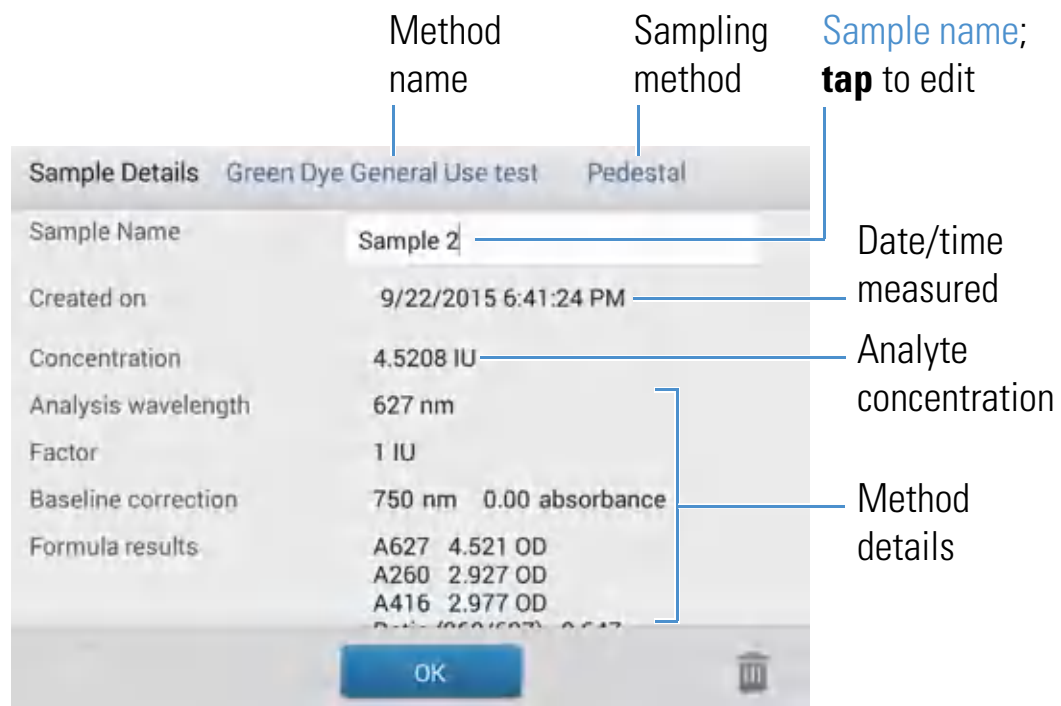 Method
name
Sampling
method
Sample name;
tap to edit
Sample Details Green Dye General Use test Pedestal
Sample Name Sample 2
Date/time
measured
Created on 9/22/2015 6:41:24 PM
Analyte
concentration
Concentration 4.5208 IU
Analysis wavelength 627 nm
Factor 1 IU
Baseline correction 750 nm 0.00 absorbance
Method
details
Formula results A627 4.521 OD
A260 2.927 OD
A416 2.977 OD
OK